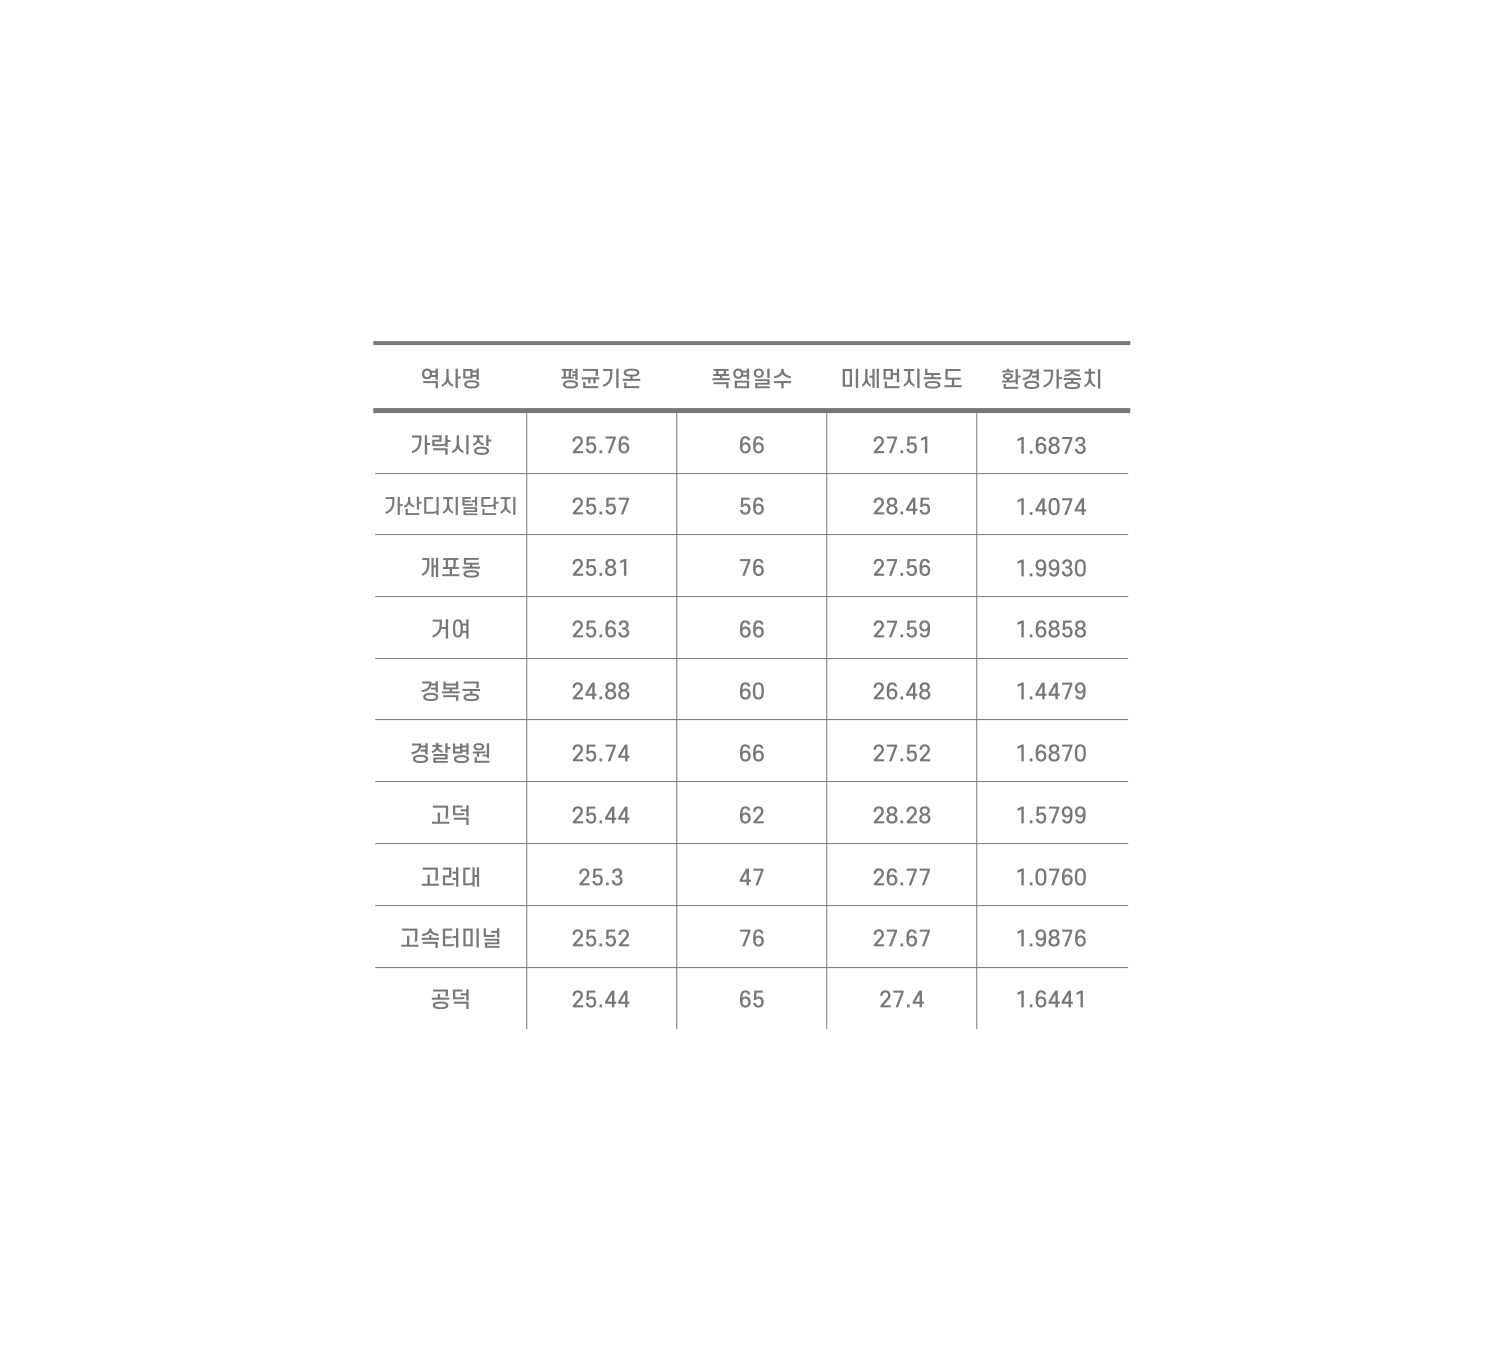 역사명 평균기온 폭염일수 미세먼지농도 환경가중치
가락시장 25.76 66 27.51 1.6873
가산디지털단지 25.57 56 28.45 1.4074
개포동 25.81 76 27.56 1.9930
거여 25.63 66 27.59 1.6858
경복궁 24.88 60 26.48 1.4479
경찰병원 25.74 66 27.52 1.6870
고덕 25.44 62 28.28 1.5799
고려대 25.3 47 26.77 1.0760
고속터미널 25.52 76 27.67 1.9876
공덕 25.44 65 27.4 1.6441